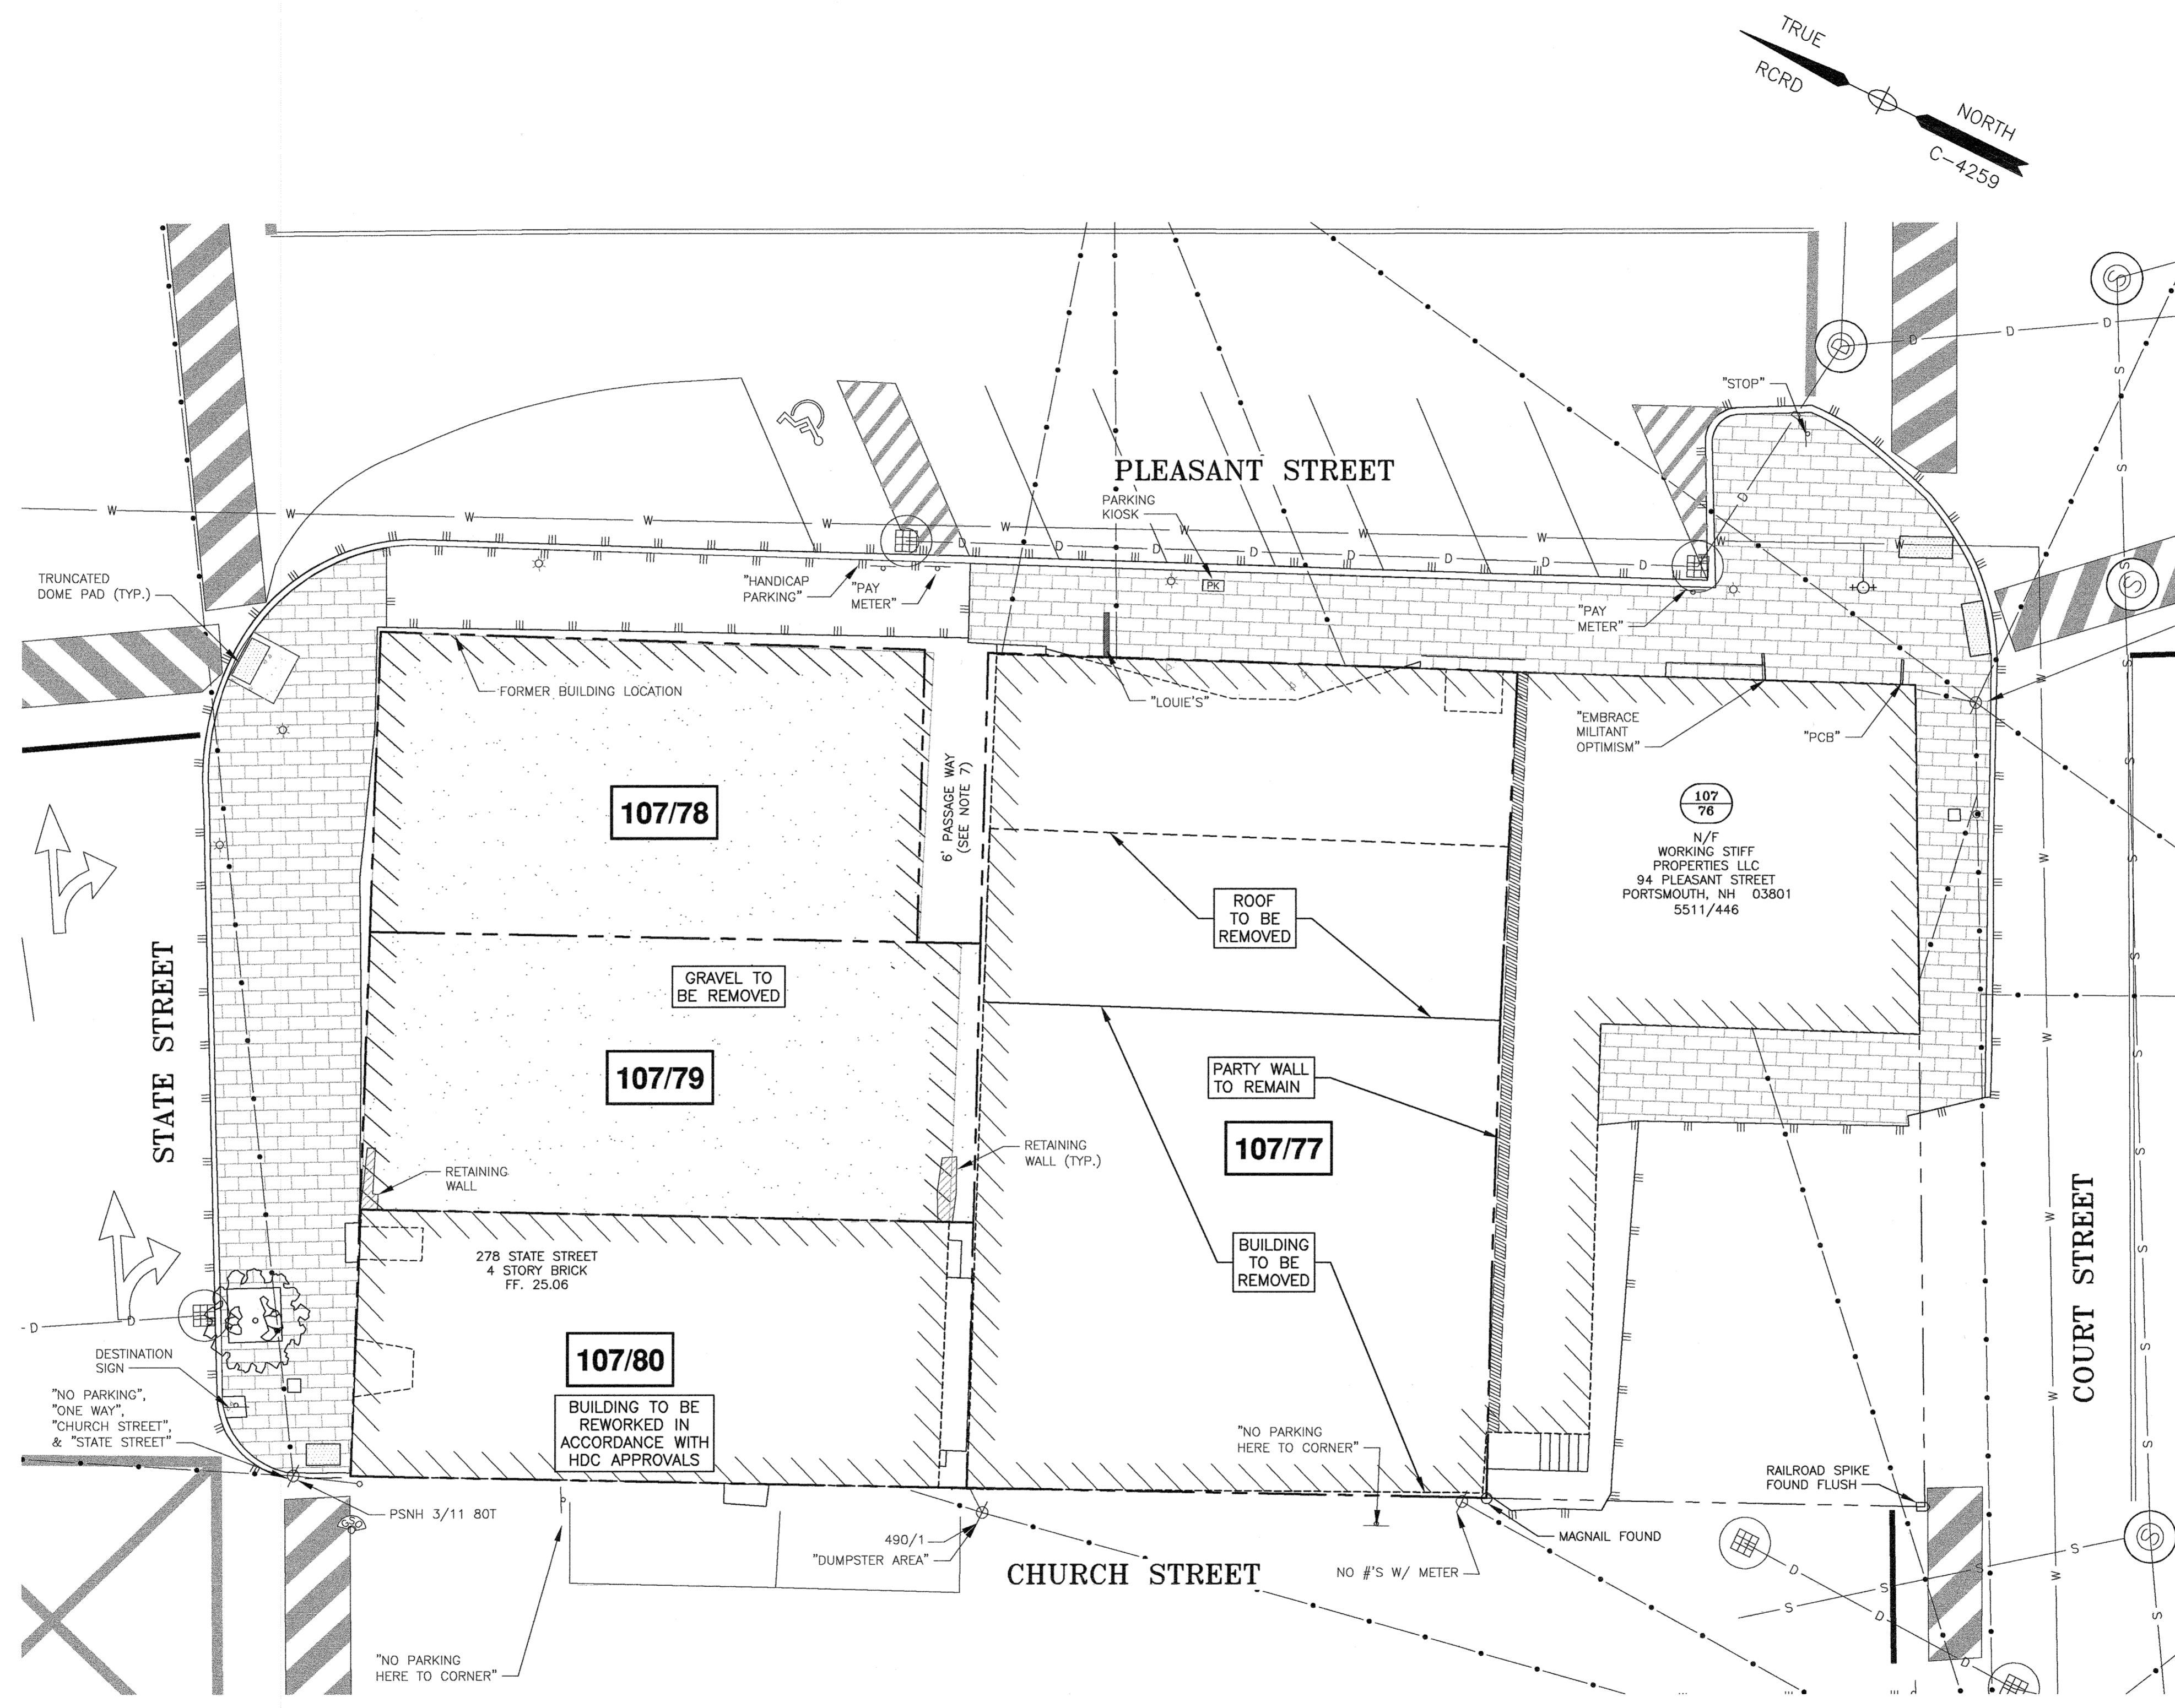 TRUE
RCRD
NORTH
C-4259
"STOP"
PLEASANT STREET
PARKING
KIOSK
PK
TRUNCATED
DOME PAD (TYP.)
"HANDICAP
PARKING"
"PAY
METER"
"PAY
METER"
FORMER BUILDING LOCATION
"LOUIE'S"
"EMBRACE
MILITANT
OPTIMISM"
"PCB"
6' PASSAGE WAY
(SEE NOTE 7)
107/78
107
76
N/F
WORKING STIFF
PROPERTIES LLC
94 PLEASANT STREET
PORTSMOUTH, NH 03801
5511/446
ROOF
TO BE
REMOVED
GRAVEL TO
BE REMOVED
STATE STREET
107/79
PARTY WALL
TO REMAIN
107/77
RETAINING
WALL (TYP.)
RETAINING
WALL
COURT STREET
278 STATE STREET
4 STORY BRICK
FF. 25.06
BUILDING
TO BE
REMOVED
107/80
DESTINATION
SIGN
"NO PARKING",
"ONE WAY",
"CHURCH STREET",
& "STATE STREET"
BUILDING TO BE
REWORKED IN
ACCORDANCE WITH
HDC APPROVALS
"NO PARKING
HERE TO CORNER"
RAILROAD SPIKE
FOUND FLUSH
PSNH 3/11 80T
490/1
"DUMPSTER AREA"
CHURCH STREET
MAGNAIL FOUND
NO #'S W/ METER
"NO PARKING
HERE TO CORNER"